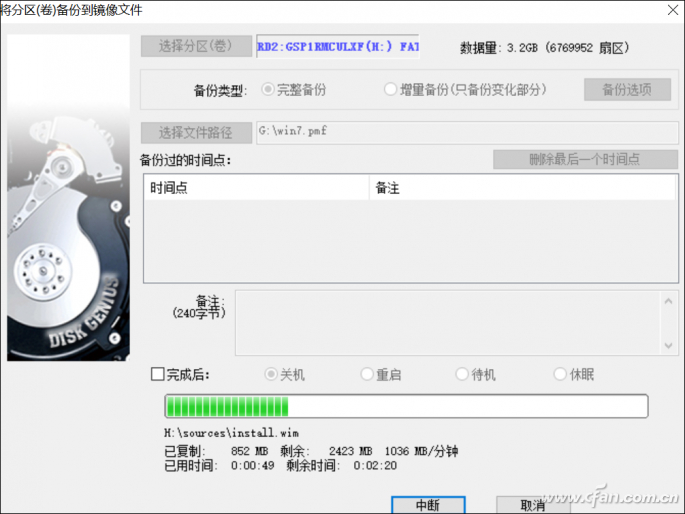 将分区(卷)备份到镜像文件
选择分区(卷) RD2:GSP1RMCULXF(H:) FAT 数据量: 3.2GB (6769952 扇区)
备份类型: 完整备份 增量备份(只备份变化部分) 备份选项
选择文件路径 G:\win7.pmf
备份过的时间点: 删除最后一个时间点
时间点 备注
备注:
(240字节)
DISK GENIUS
完成后: 关机 重启 待机 休眠
H:\sources\install.wim
已复制: 852 MB 剩余: 2423 MB 1036 MB/分钟
已用时间: 0:00:49 剩余时间: 0:02:20
中断 取消
www.cfan.com.cn